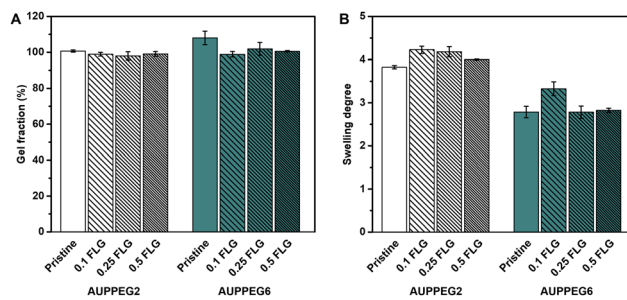 A
Gel fraction (%)
120
100
80
60
40
20
0
Pristine
0.1 FLG
0.25 FLG
0.5 FLG
Pristine
0.1 FLG
0.25 FLG
0.5 FLG
AUPPEG2
AUPPEG6
B
Swelling degree
5
4
3
2
1
0
Pristine
0.1 FLG
0.25 FLG
0.5 FLG
Pristine
0.1 FLG
0.25 FLG
0.5 FLG
AUPPEG2
AUPPEG6